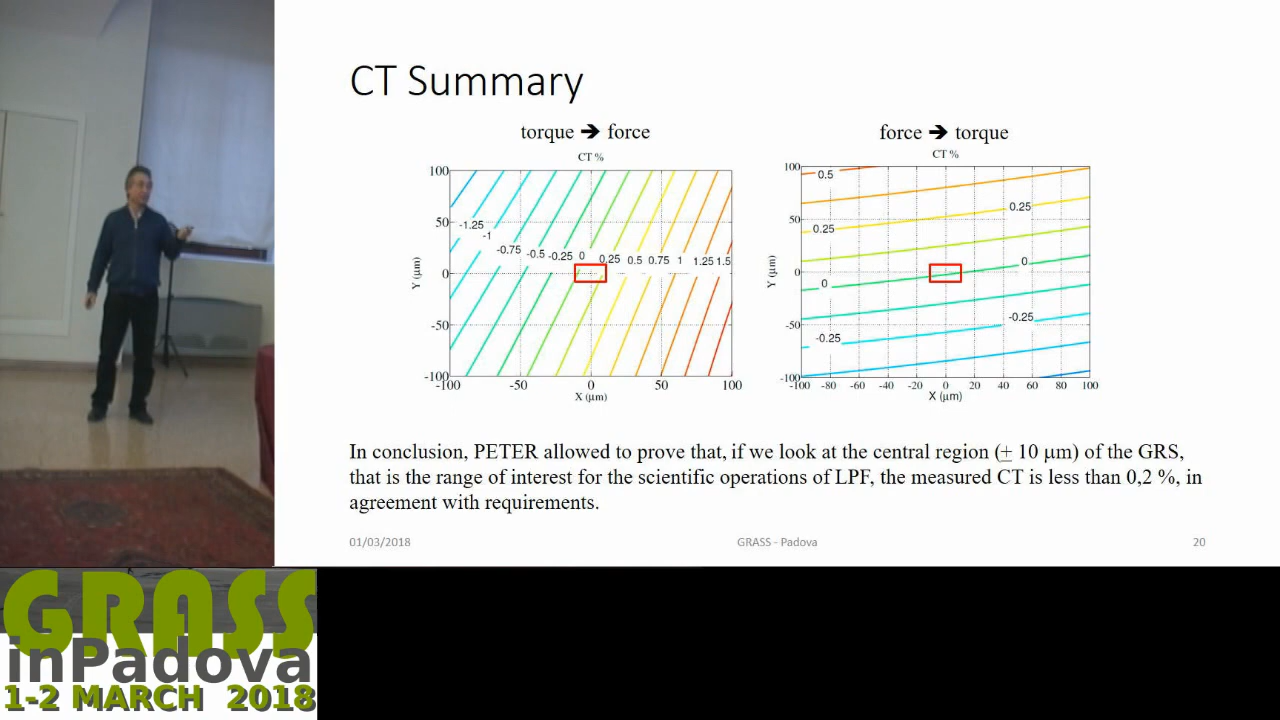 CT Summary
torque ➔ force
force ➔ torque
CT %
CT %
100
50
0
-50
-100
Y (μm)
-1.25
-1
-0.75
-0.5
-0.25
0
0.25
0.5
0.75
1
1.25
1.5
-100
-50
0
50
100
X (μm)
100
50
0
-50
-100
Y (μm)
0.5
0.25
0.25
0
0
-0.25
-0.25
-100
-80
-60
-40
-20
0
20
40
60
80
100
X (μm)
In conclusion, PETER allowed to prove that, if we look at the central region (± 10 μm) of the GRS,
that is the range of interest for the scientific operations of LPF, the measured CT is less than 0,2 %, in
agreement with requirements.
01/03/2018
GRASS - Padova
20
GRASS
inPadova
1-2 MARCH 2018